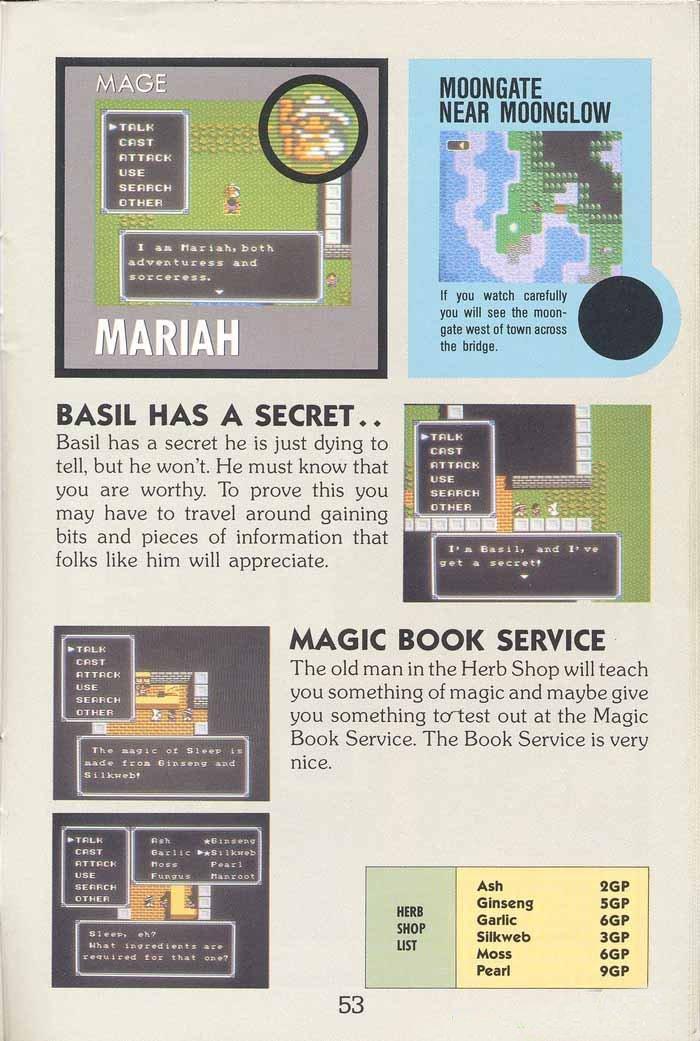 MAGE
TALK
CAST
ATTACK
USE
SEARCH
OTHER
I am Mariah, both
adventuress and
sorceress.
MARIAH
MOONGATE
NEAR MOONGLOW
If you watch carefully
you will see the moon-
gate west of town across
the bridge.
BASIL HAS A SECRET..
Basil has a secret he is just dying to
tell, but he won't. He must know that
you are worthy. To prove this you
may have to travel around gaining
bits and pieces of information that
folks like him will appreciate.
TALK
CAST
ATTACK
USE
SEARCH
OTHER
I'm Basil, and I've
get a secret!
TALK
CAST
ATTACK
USE
SEARCH
OTHER
The magic of Sleep is
made from Ginseng and
Silkweb!
MAGIC BOOK SERVICE
The old man in the Herb Shop will teach
you something of magic and maybe give
you something to test out at the Magic
Book Service. The Book Service is very
nice.
TALK
CAST
ATTACK
USE
SEARCH
OTHER
Ash ★Ginseng
Garlic ▶★Silkweb
Moss Pearl
Fungus Manroot
Sleep, eh?
What ingredients are
required for that one?
HERB
SHOP
LIST
Ash 2GP
Ginseng 5GP
Garlic 6GP
Silkweb 3GP
Moss 6GP
Pearl 9GP
53